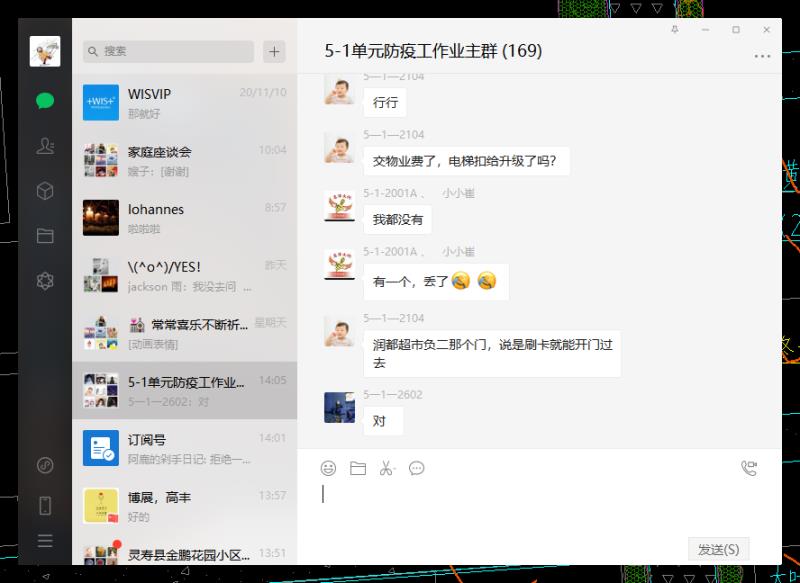 搜索
WISVIP
20/11/10
那就好
家庭座谈会
10:04
嫂子：[谢谢]
Iohannes
8:57
啦啦啦
\(^o^)/YES!
昨天
jackson 雨：我没去问 ...
常常喜乐不断祈...
星期天
[动画表情]
5-1单元防疫工作业...
14:05
5—1—2602：对
订阅号
14:01
阿鹿的剁手日记: 拒绝一...
博展，高丰
13:57
好的
灵寿县金鹏花园小区...
13:51
5-1单元防疫工作业主群 (169)
5—1—2104
行行
5—1—2104
交物业费了，电梯扣给升级了吗?
5-1-2001A 、 小小崔
我都没有
5-1-2001A 、 小小崔
有一个，丢了
5—1—2104
润都超市负二那个门，说是刷卡就能开门过
去
5—1—2602
对
发送(S)